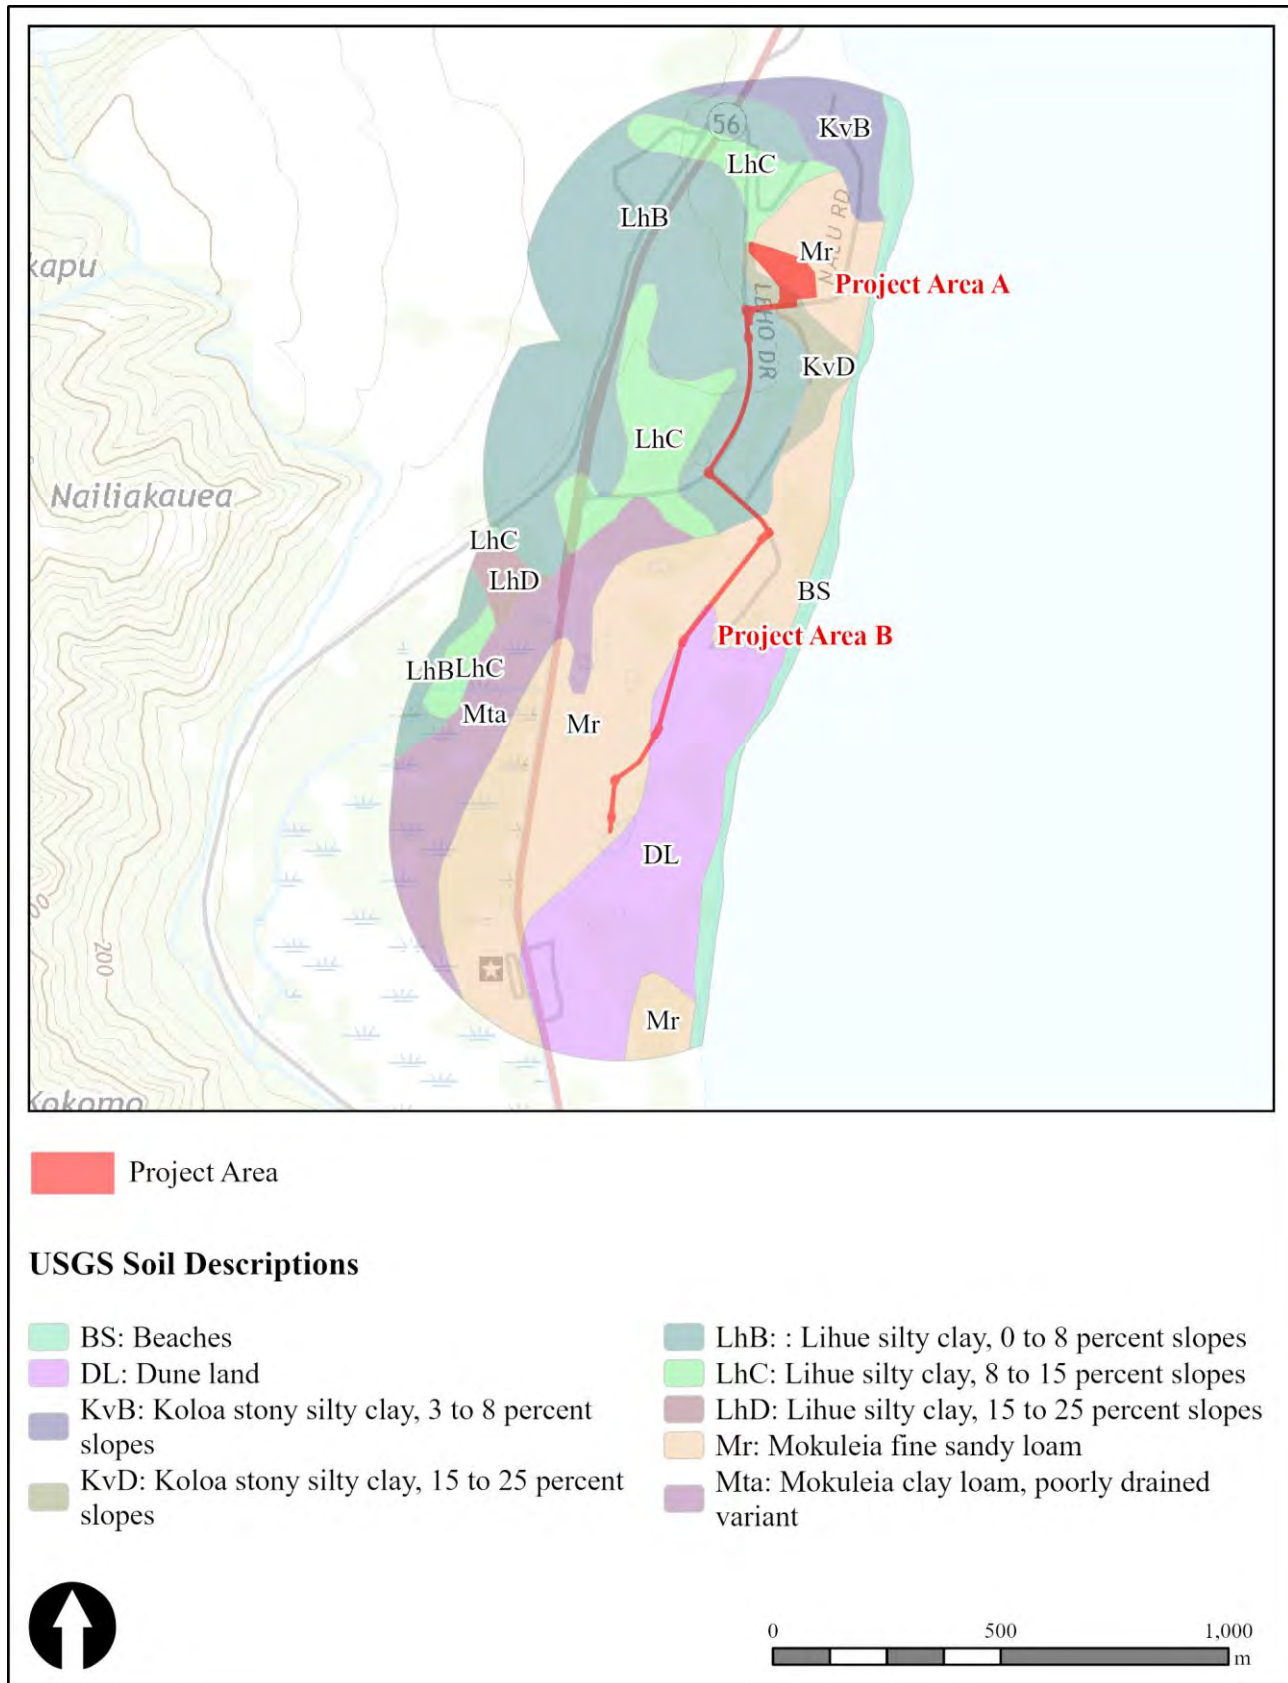 56
KvB
LhC
LhB
Mr
NALU RD
kapu
Project Area A
LEHO DR
KvD
LhC
Nailiakauea
LhC
LhD
BS
Project Area B
LhB
LhC
Mta
Mr
DL
200
Mr
Kokomo
Project Area
USGS Soil Descriptions
BS: Beaches
DL: Dune land
KvB: Koloa stony silty clay, 3 to 8 percent
slopes
KvD: Koloa stony silty clay, 15 to 25 percent
slopes
LhB: : Lihue silty clay, 0 to 8 percent slopes
LhC: Lihue silty clay, 8 to 15 percent slopes
LhD: Lihue silty clay, 15 to 25 percent slopes
Mr: Mokuleia fine sandy loam
Mta: Mokuleia clay loam, poorly drained
variant
0 500 1,000
m